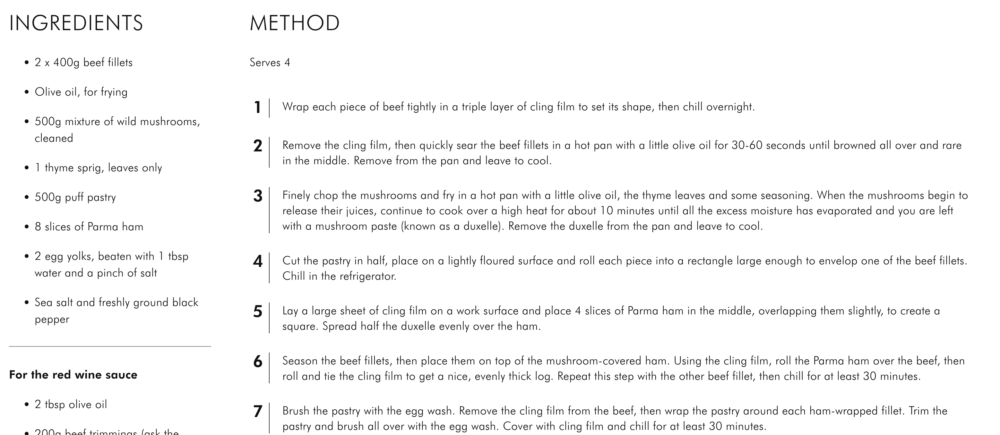 INGREDIENTS
• 2 x 400g beef fillets
• Olive oil, for frying
• 500g mixture of wild mushrooms,
cleaned
• 1 thyme sprig, leaves only
• 500g puff pastry
• 8 slices of Parma ham
• 2 egg yolks, beaten with 1 tbsp
water and a pinch of salt
• Sea salt and freshly ground black
pepper
For the red wine sauce
• 2 tbsp olive oil
• 200g beef trimmings (ask the
METHOD
Serves 4
1 Wrap each piece of beef tightly in a triple layer of cling film to set its shape, then chill overnight.
2 Remove the cling film, then quickly sear the beef fillets in a hot pan with a little olive oil for 30-60 seconds until browned all over and rare
in the middle. Remove from the pan and leave to cool.
3 Finely chop the mushrooms and fry in a hot pan with a little olive oil, the thyme leaves and some seasoning. When the mushrooms begin to
release their juices, continue to cook over a high heat for about 10 minutes until all the excess moisture has evaporated and you are left
with a mushroom paste (known as a duxelle). Remove the duxelle from the pan and leave to cool.
4 Cut the pastry in half, place on a lightly floured surface and roll each piece into a rectangle large enough to envelop one of the beef fillets.
Chill in the refrigerator.
5 Lay a large sheet of cling film on a work surface and place 4 slices of Parma ham in the middle, overlapping them slightly, to create a
square. Spread half the duxelle evenly over the ham.
6 Season the beef fillets, then place them on top of the mushroom-covered ham. Using the cling film, roll the Parma ham over the beef, then
roll and tie the cling film to get a nice, evenly thick log. Repeat this step with the other beef fillet, then chill for at least 30 minutes.
7 Brush the pastry with the egg wash. Remove the cling film from the beef, then wrap the pastry around each ham-wrapped fillet. Trim the
pastry and brush all over with the egg wash. Cover with cling film and chill for at least 30 minutes.